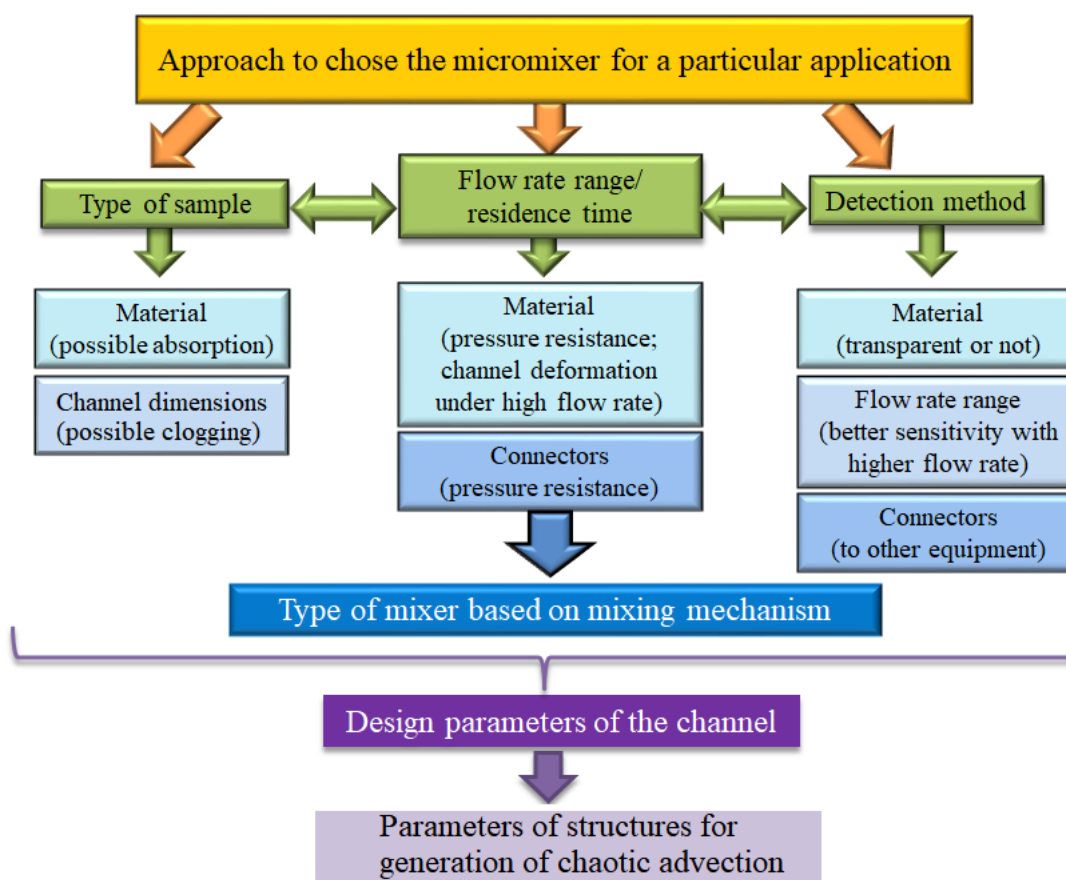 Approach to chose the micromixer for a particular application
Type of sample
Flow rate range/
residence time
Detection method
Material
(possible absorption)
Channel dimensions
(possible clogging)
Material
(pressure resistance;
channel deformation
under high flow rate)
Connectors
(pressure resistance)
Material
(transparent or not)
Flow rate range
(better sensitivity with
higher flow rate)
Connectors
(to other equipment)
Type of mixer based on mixing mechanism
Design parameters of the channel
Parameters of structures for
generation of chaotic advection